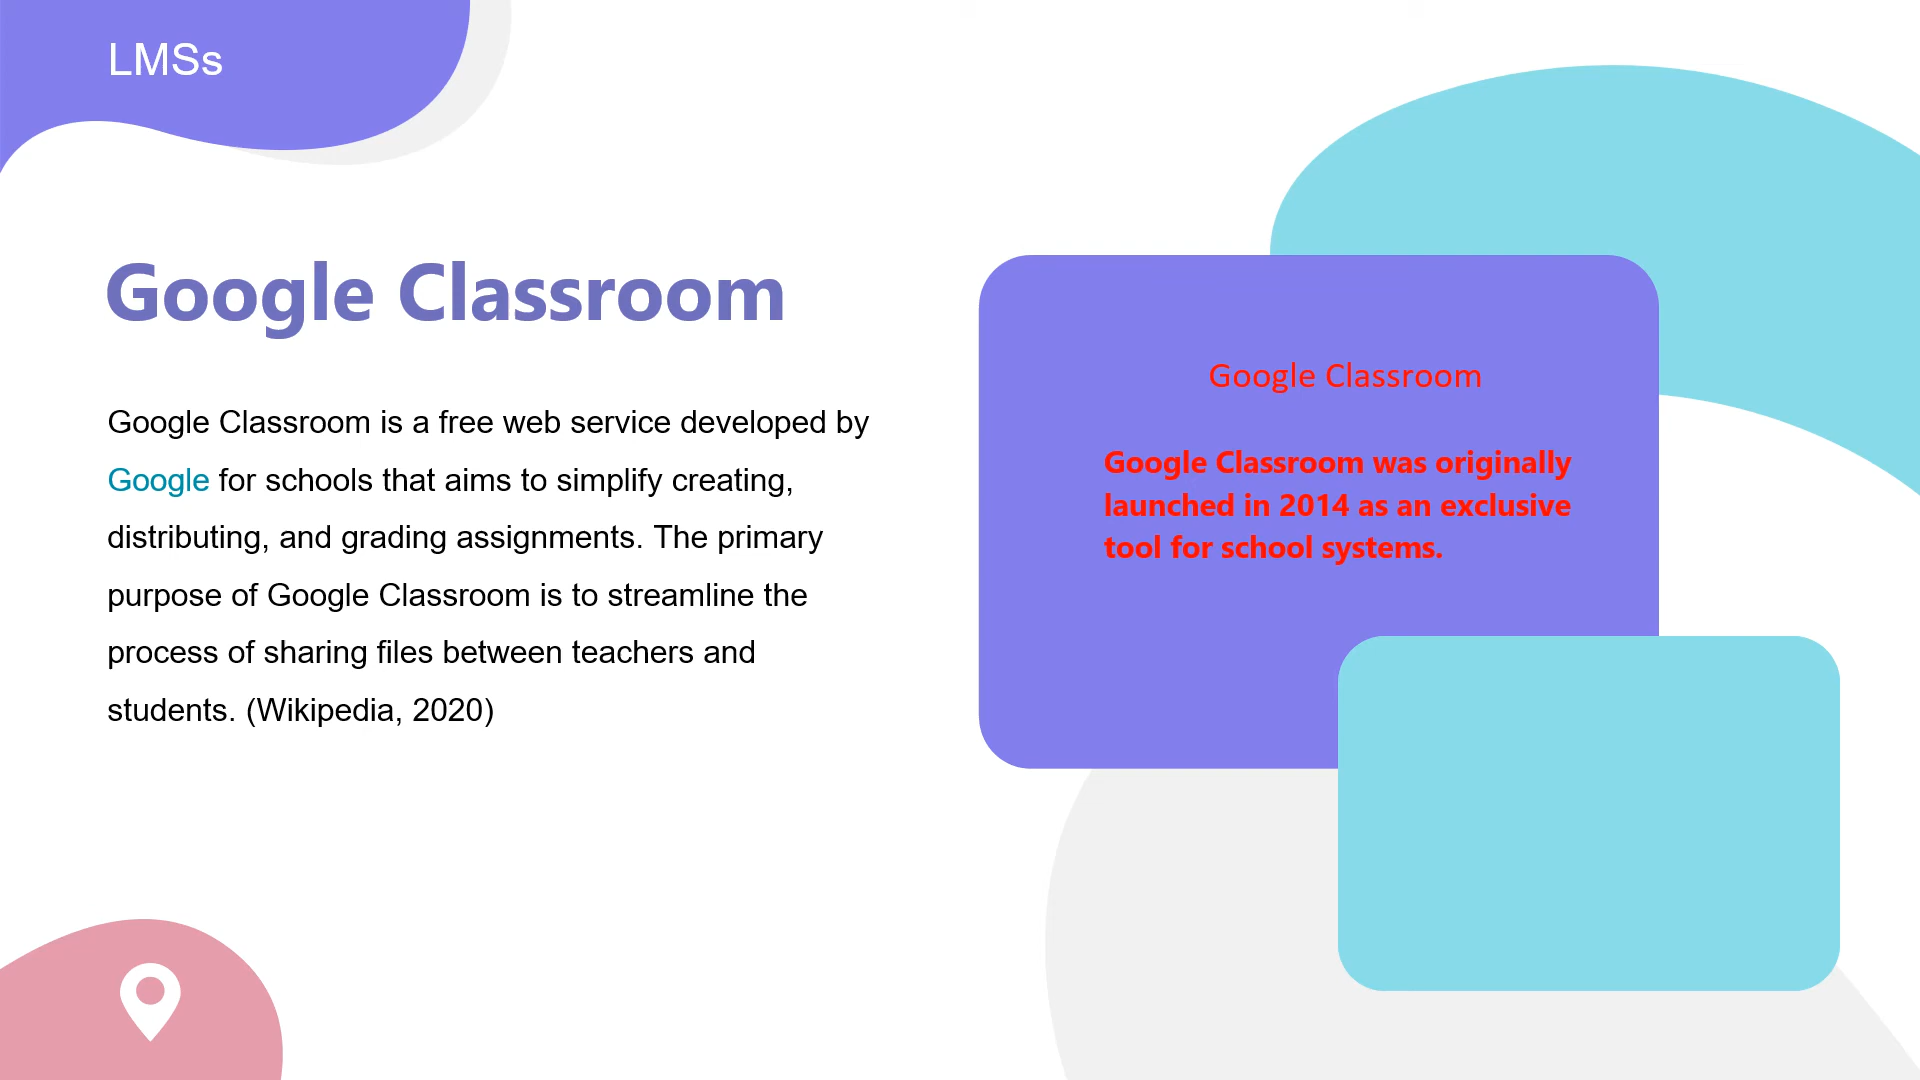 LMSs
Google Classroom
Google Classroom is a free web service developed by
Google for schools that aims to simplify creating,
distributing, and grading assignments. The primary
purpose of Google Classroom is to streamline the
process of sharing files between teachers and
students. (Wikipedia, 2020)
Google Classroom
Google Classroom was originally
launched in 2014 as an exclusive
tool for school systems.